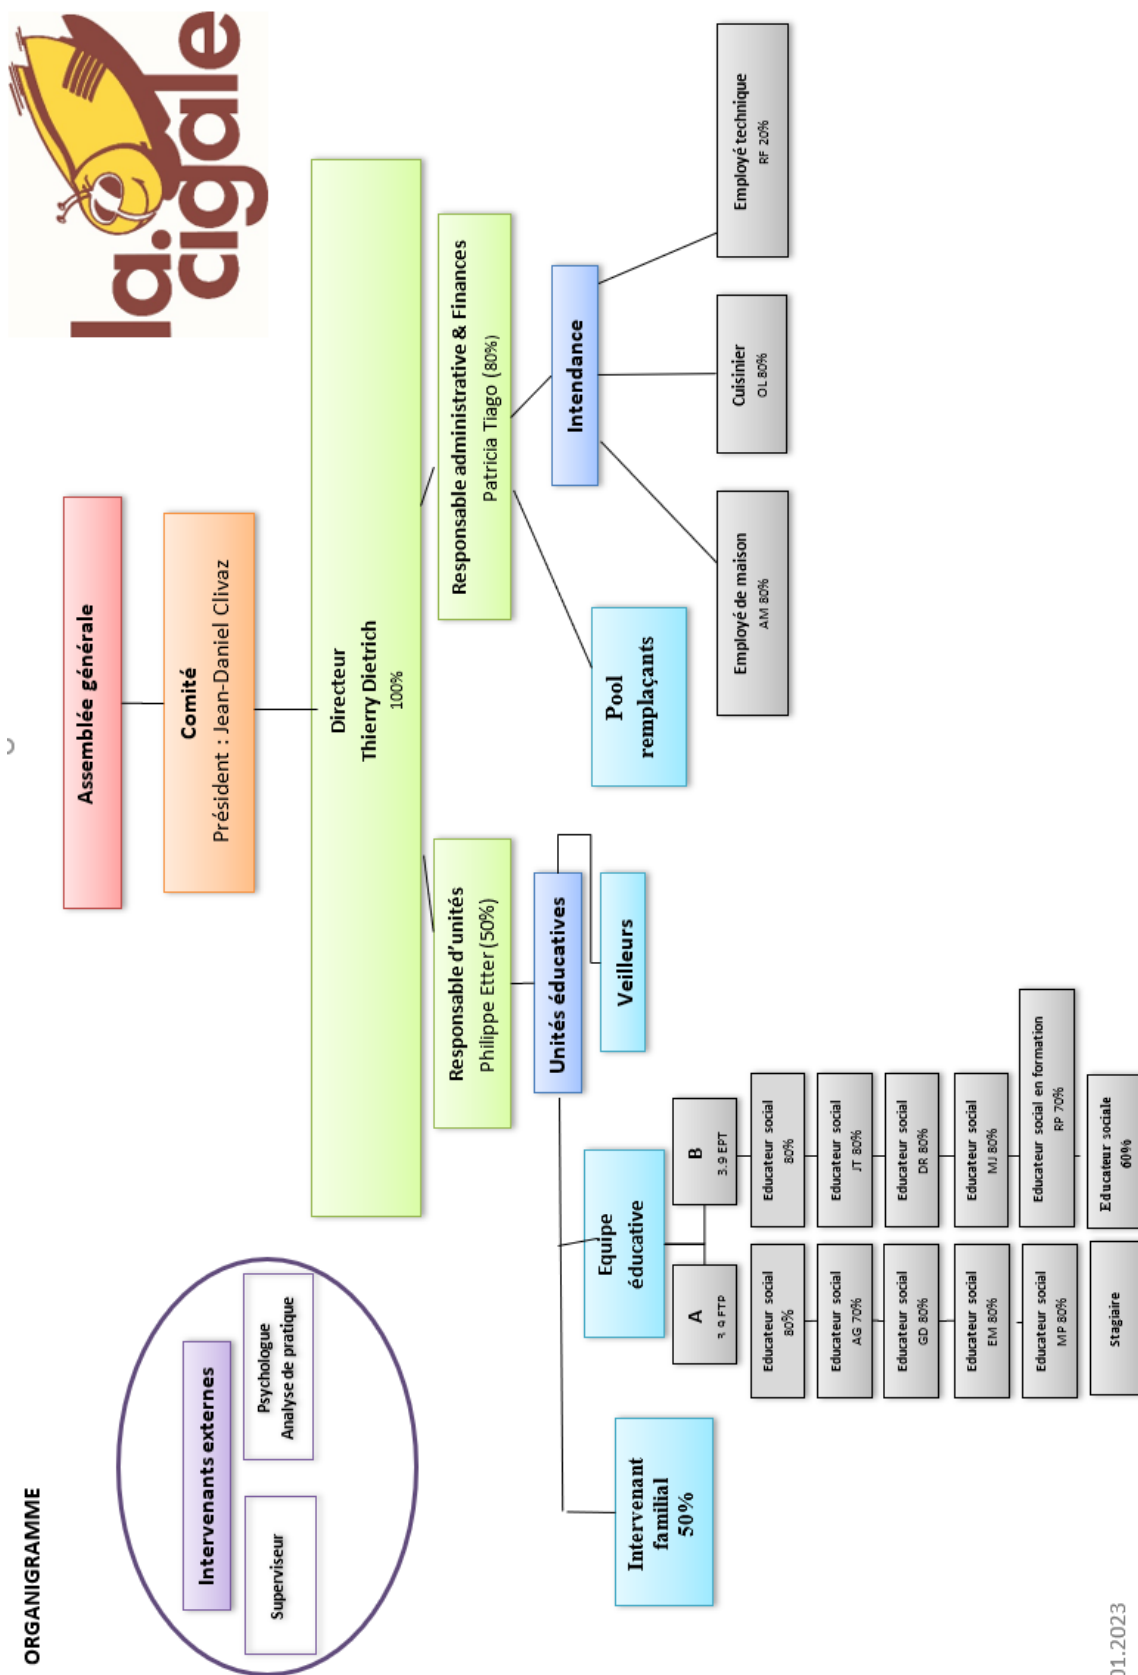 ORGANIGRAMME
la.
cigale
Assemblée générale
Comité
Président : Jean-Daniel Clivaz
Directeur
Thierry Dietrich
100%
Intervenants externes
Superviseur
Psychologue
Analyse de pratique
Responsable d'unités
Philippe Etter (50%)
Responsable administrative & Finances
Patricia Tiago (80%)
Unités éducatives
Veilleurs
Pool
remplaçants
Intendance
Intervenant
familial
50%
Equipe
éducative
A
B
3.9 EPT
Educateur social
80%
Educateur social
AG 70%
Educateur social
GD 80%
Educateur social
EM 80%
Educateur social
MP 80%
Stagiaire
Educateur social
80%
Educateur social
JT 80%
Educateur social
DR 80%
Educateur social
MJ 80%
Educateur social en formation
RP 70%
Educateur sociale
60%
Employé de maison
AM 80%
Cuisinier
OL 80%
Employé technique
RF 20%
01.2023